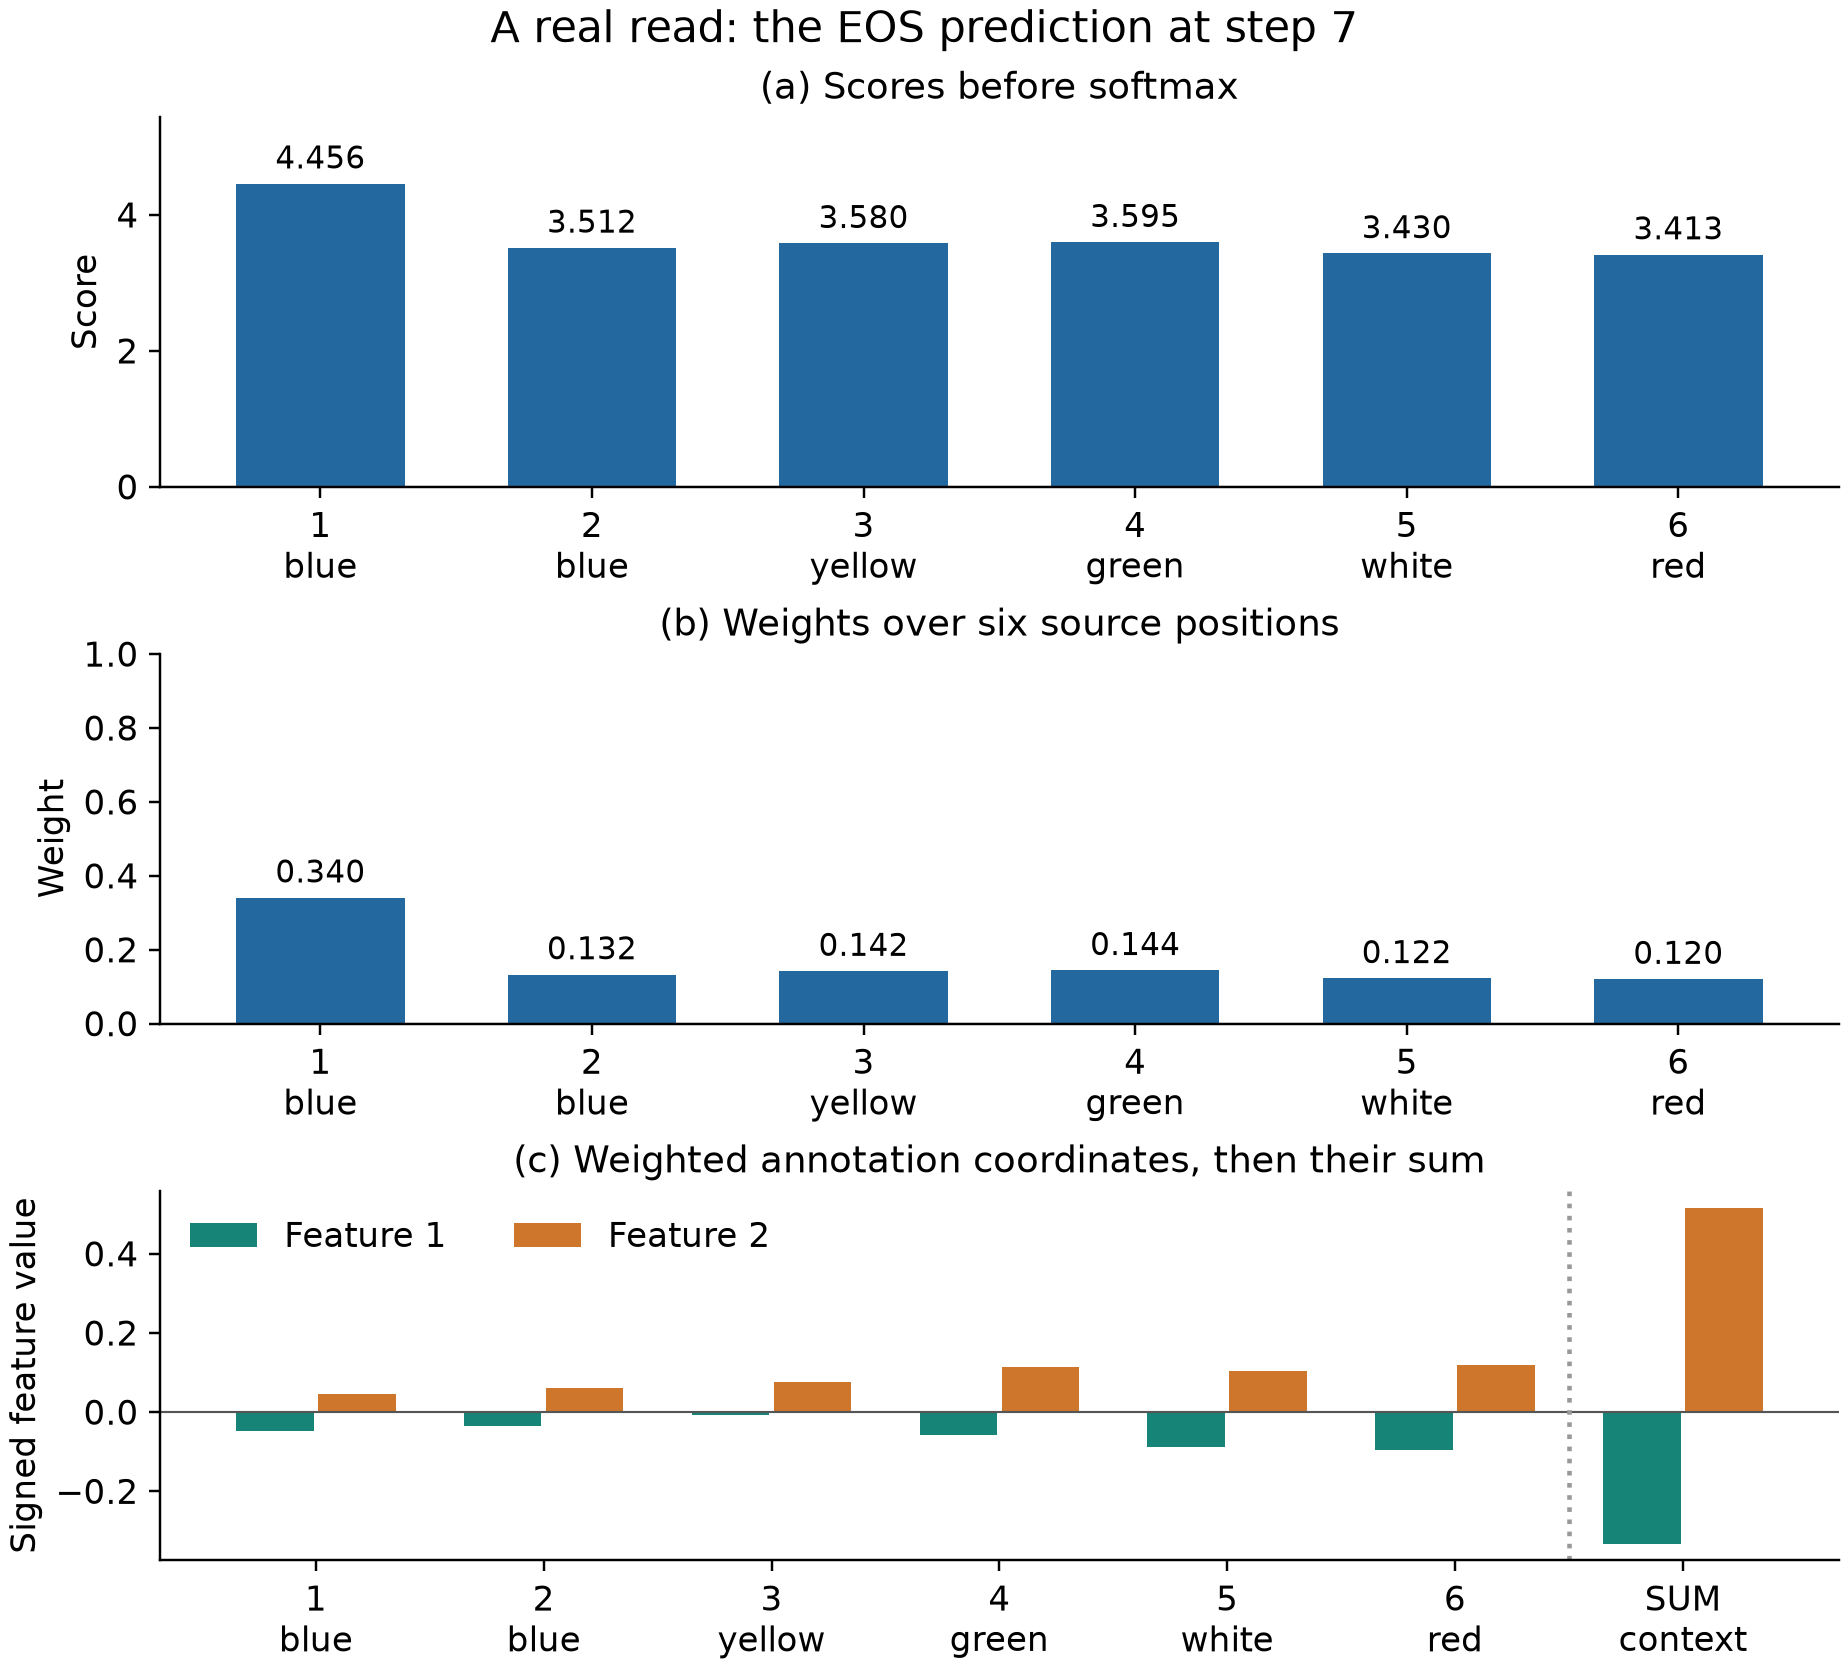 A real read: the EOS prediction at step 7
(a) Scores before softmax
Score
4
2
0
4.456
3.512
3.580
3.595
3.430
3.413
1 2 3 4 5 6
blue blue yellow green white red
(b) Weights over six source positions
Weight
1.0
0.8
0.6
0.4
0.2
0.0
0.340
0.132
0.142
0.144
0.122
0.120
1 2 3 4 5 6
blue blue yellow green white red
(c) Weighted annotation coordinates, then their sum
Signed feature value
Feature 1 Feature 2
0.4
0.2
0.0
−0.2
1 2 3 4 5 6 SUM
blue blue yellow green white red context